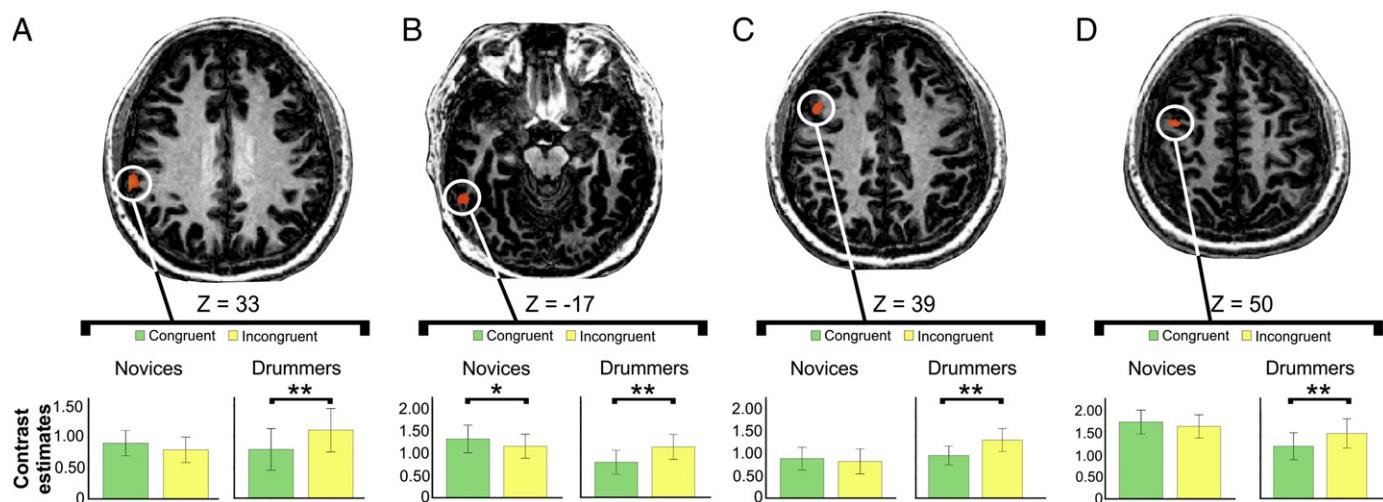 A B C D
Z = 33 Z = -17 Z = 39 Z = 50
Congruent Incongruent Congruent Incongruent Congruent Incongruent Congruent Incongruent
Novices Drummers Novices Drummers Novices Drummers Novices Drummers
** * ** ** **
Contrast
estimates
1.50
1.00
0.50
0
2.00
1.50
1.00
0.50
0
2.00
1.50
1.00
0.50
0
2.00
1.50
1.00
0.50
0